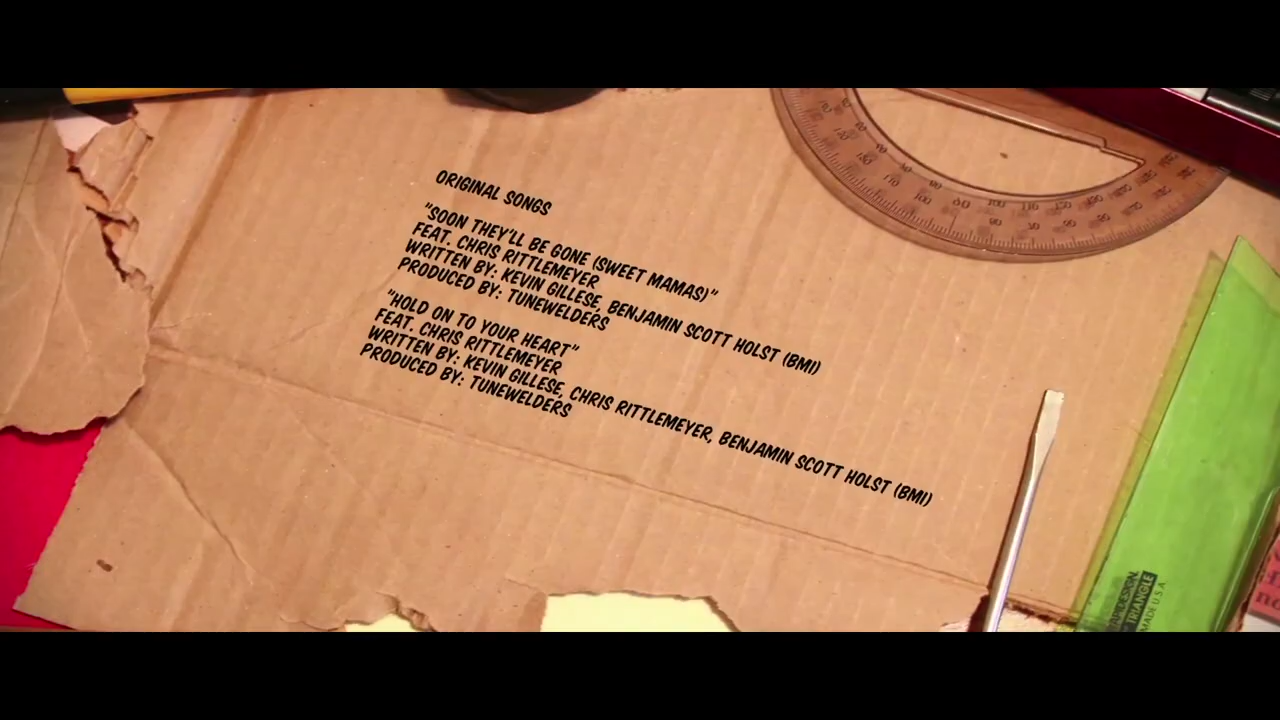 ORIGINAL SONGS
"SOON THEY'LL BE GONE (SWEET MAMAS)"
FEAT. CHRIS RITTLEMEYER
WRITTEN BY: KEVIN GILLESE, BENJAMIN SCOTT HOLST (BMI)
PRODUCED BY: TUNEWELDERS
"HOLD ON TO YOUR HEART"
FEAT. CHRIS RITTLEMEYER
WRITTEN BY: KEVIN GILLESE, CHRIS RITTLEMEYER, BENJAMIN SCOTT HOLST (BMI)
PRODUCED BY: TUNEWELDERS
TRIANGLE
MADE U.S.A